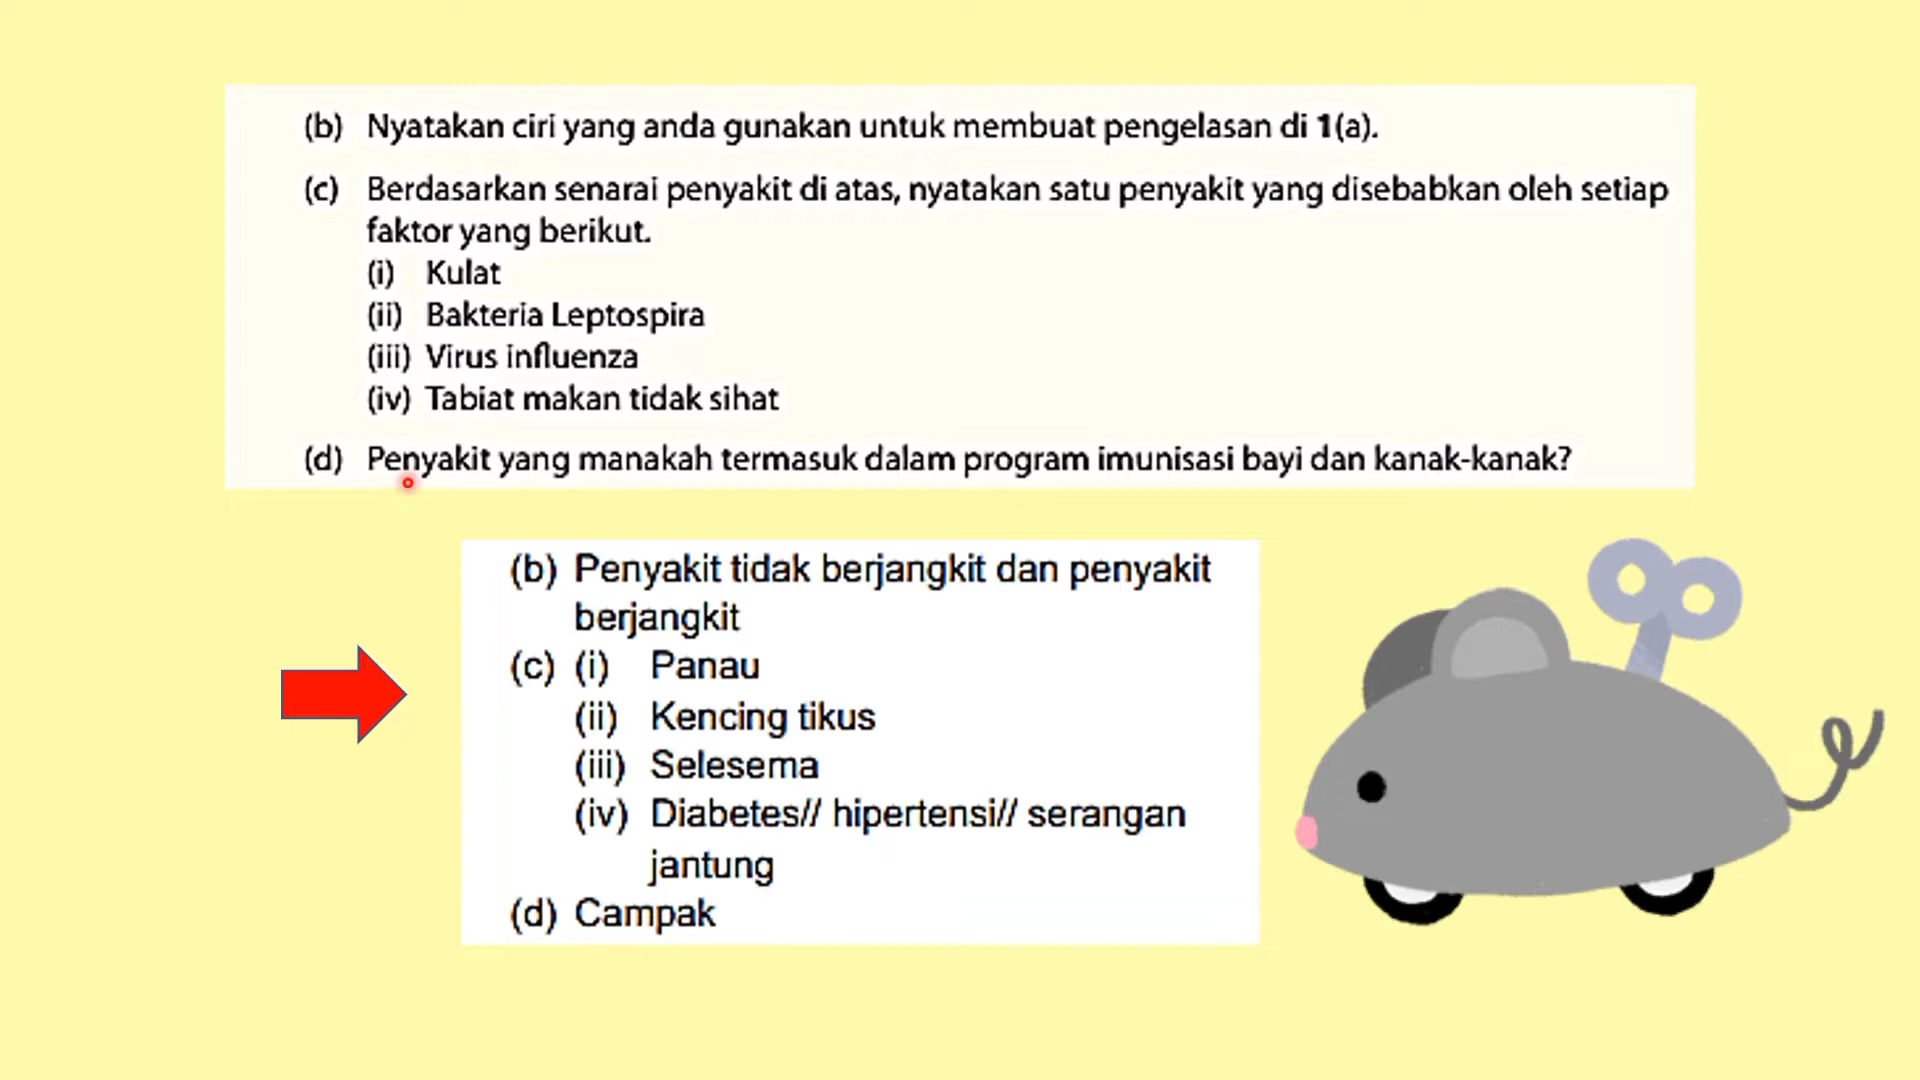 (b) Nyatakan ciri yang anda gunakan untuk membuat pengelasan di 1(a).
(c) Berdasarkan senarai penyakit di atas, nyatakan satu penyakit yang disebabkan oleh setiap
faktor yang berikut.
(i) Kulat
(ii) Bakteria Leptospira
(iii) Virus influenza
(iv) Tabiat makan tidak sihat
(d) Penyakit yang manakah termasuk dalam program imunisasi bayi dan kanak-kanak?
(b) Penyakit tidak berjangkit dan penyakit
berjangkit
(c) (i) Panau
(ii) Kencing tikus
(iii) Selesema
(iv) Diabetes// hipertensi// serangan
jantung
(d) Campak